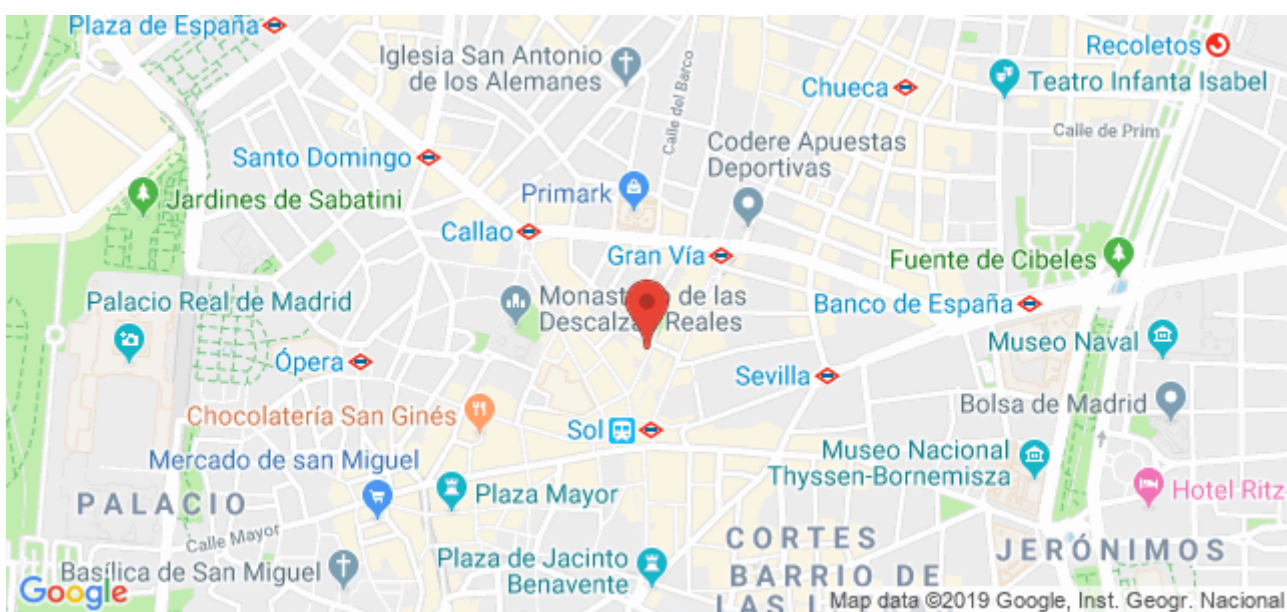 Plaza de España
Iglesia San Antonio
de los Alemanes
Calle del Barco
Recoletos
Chueca
Teatro Infanta Isabel
Calle de Prim
Codere Apuestas
Deportivas
Santo Domingo
Primark
Jardines de Sabatini
Callao
Gran Vía
Fuente de Cibeles
Palacio Real de Madrid
Monasterio de las
Descalzas Reales
Banco de España
Museo Naval
Ópera
Sevilla
Bolsa de Madrid
Chocolatería San Ginés
Sol
Museo Nacional
Thyssen-Bornemisza
Mercado de san Miguel
Plaza Mayor
Hotel Ritz
PALACIO
Calle Mayor
CORTES
JERÓNIMOS
Plaza de Jacinto
Benavente
Basílica de San Miguel
BARRIO DE
LAS
Google
Map data ©2019 Google, Inst. Geogr. Nacional